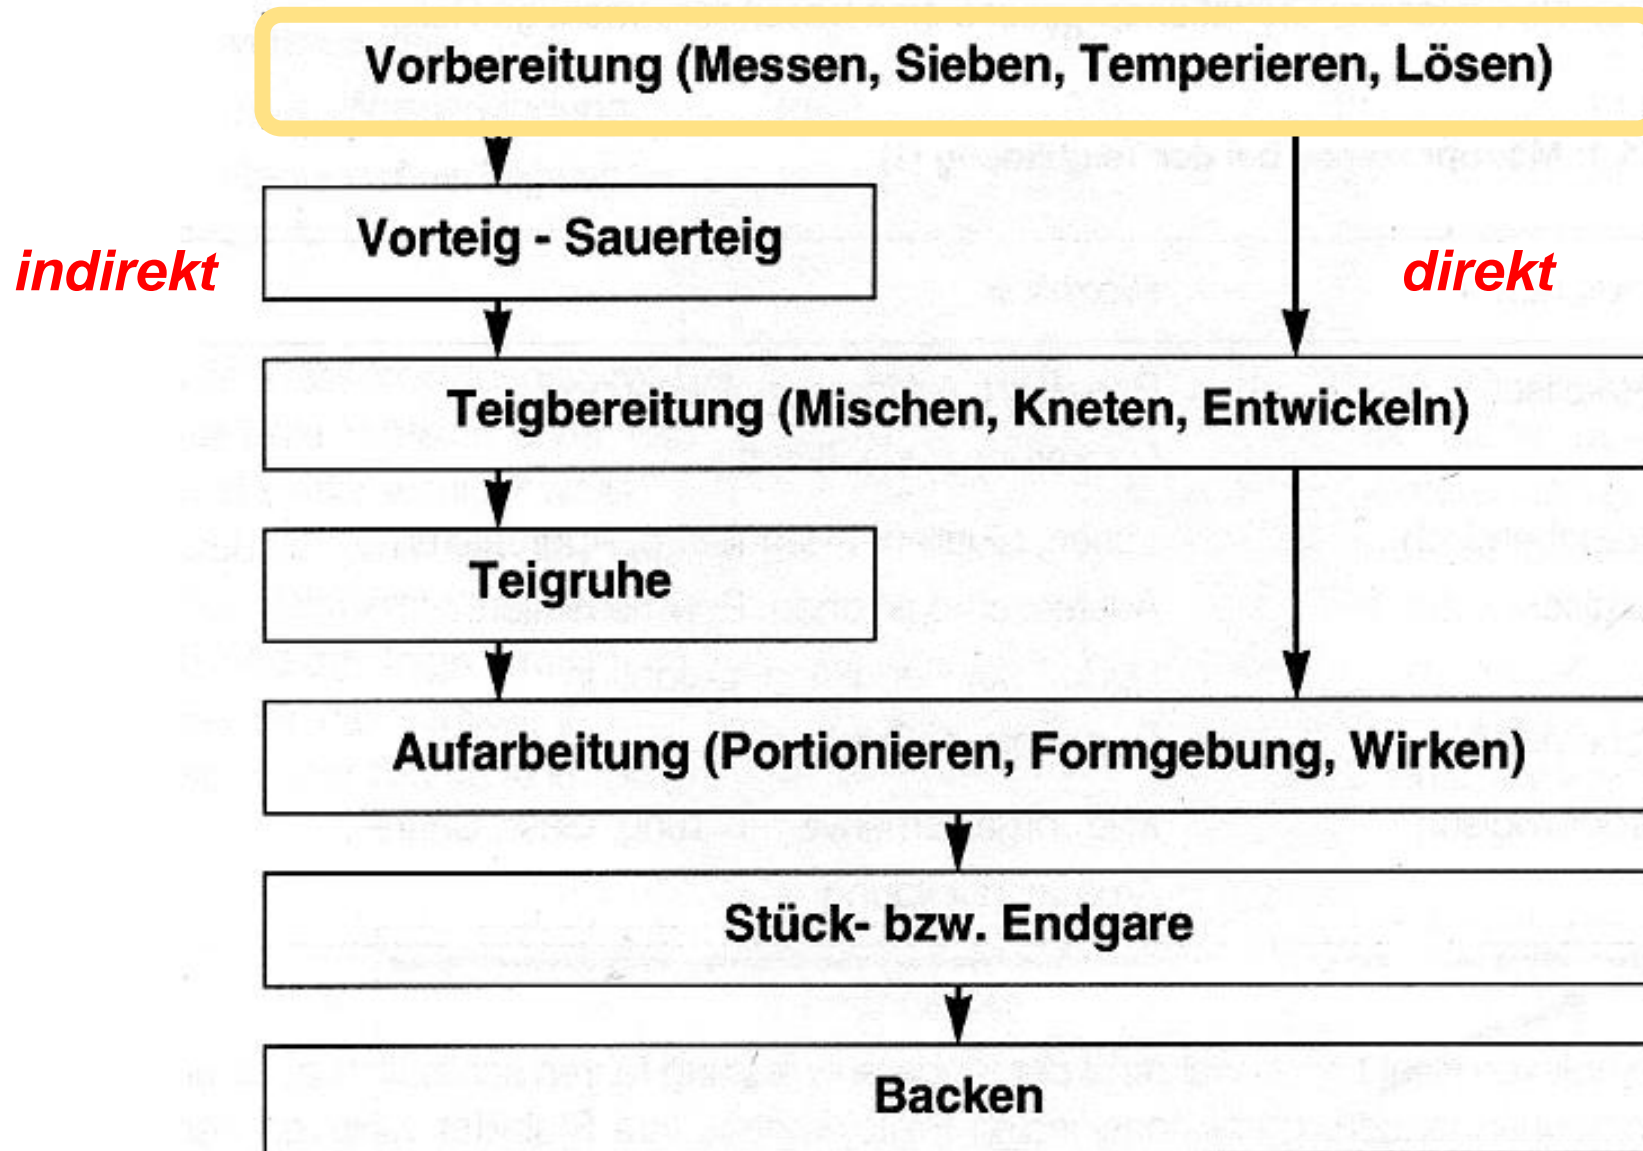 Vorbereitung (Messen, Sieben, Temperieren, Lösen)
Vorteig - Sauerteig
indirekt
direkt
Teigbereitung (Mischen, Kneten, Entwickeln)
Teigruhe
Aufarbeitung (Portionieren, Formgebung, Wirken)
Stück- bzw. Endgare
Backen